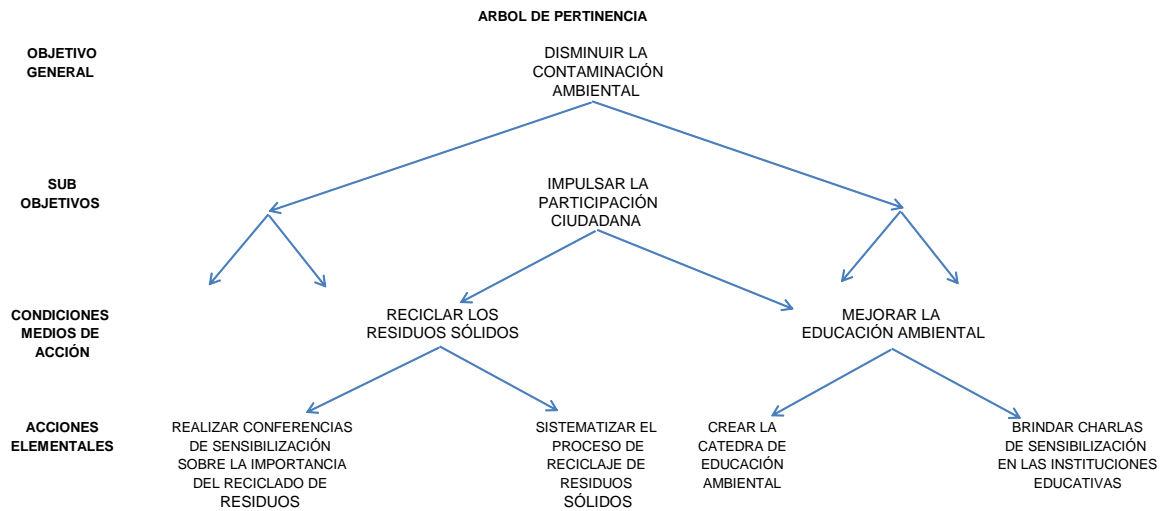 ARBOL DE PERTINENCIA
OBJETIVO
GENERAL
DISMINUIR LA
CONTAMINACIÓN
AMBIENTAL
SUB
OBJETIVOS
IMPULSAR LA
PARTICIPACIÓN
CIUDADANA
CONDICIONES
MEDIOS DE
ACCIÓN
RECICLAR LOS
RESIDUOS SÓLIDOS
MEJORAR LA
EDUCACIÓN AMBIENTAL
ACCIONES
ELEMENTALES
REALIZAR CONFERENCIAS
DE SENSIBILIZACIÓN
SOBRE LA IMPORTANCIA
DEL RECICLADO DE
RESIDUOS
SISTEMATIZAR EL
PROCESO DE
RECICLAJE DE
RESIDUOS
SÓLIDOS
CREAR LA
CATEDRA DE
EDUCACIÓN
AMBIENTAL
BRINDAR CHARLAS
DE SENSIBILIZACIÓN
EN LAS INSTITUCIONES
EDUCATIVAS